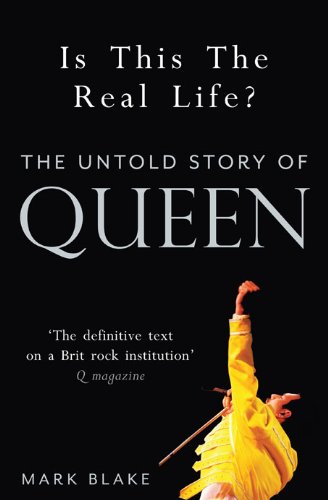 Is This The
Real Life?
THE UNTOLD STORY OF
QUEEN
‘The definitive text
on a Brit rock institution’
Q magazine
MARK BLAKE